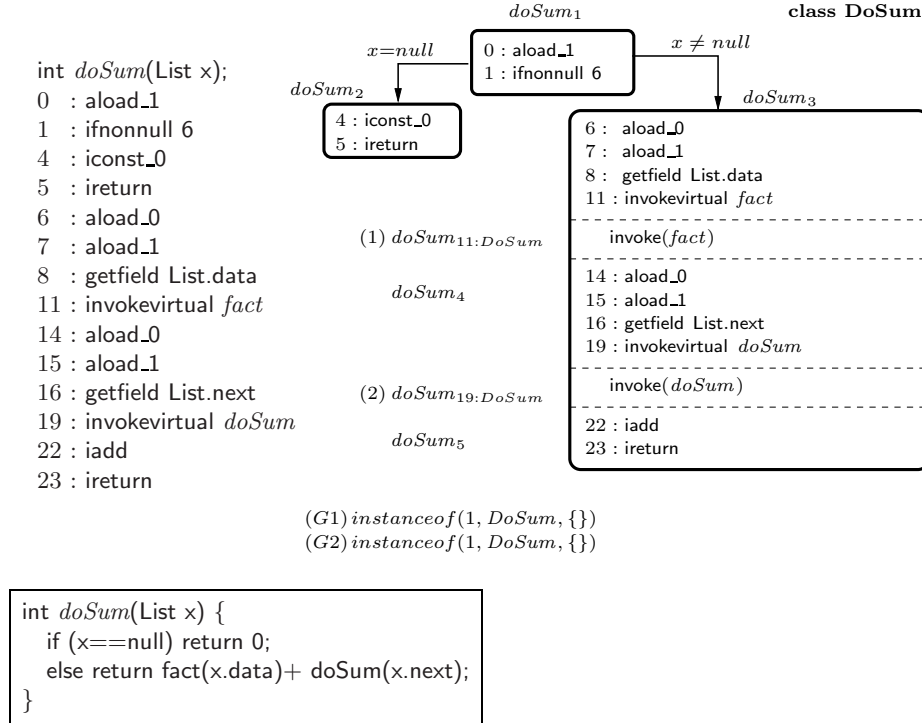 doSum1
class DoSum
x=null
x ≠ null
0 : aload_1
1 : ifnonnull 6
doSum2
4 : iconst_0
5 : ireturn
doSum3
int doSum(List x);
0 : aload_1
1 : ifnonnull 6
4 : iconst_0
5 : ireturn
6 : aload_0
7 : aload_1
8 : getfield List.data
11 : invokevirtual fact
14 : aload_0
15 : aload_1
16 : getfield List.next
19 : invokevirtual doSum
22 : iadd
23 : ireturn
(1) doSum11:DoSum
doSum4
(2) doSum19:DoSum
doSum5
6 : aload_0
7 : aload_1
8 : getfield List.data
11 : invokevirtual fact
invoke(fact)
14 : aload_0
15 : aload_1
16 : getfield List.next
19 : invokevirtual doSum
invoke(doSum)
22 : iadd
23 : ireturn
(G1) instanceof(1, DoSum, {})
(G2) instanceof(1, DoSum, {})
int doSum(List x) {
if (x==null) return 0;
else return fact(x.data)+ doSum(x.next);
}